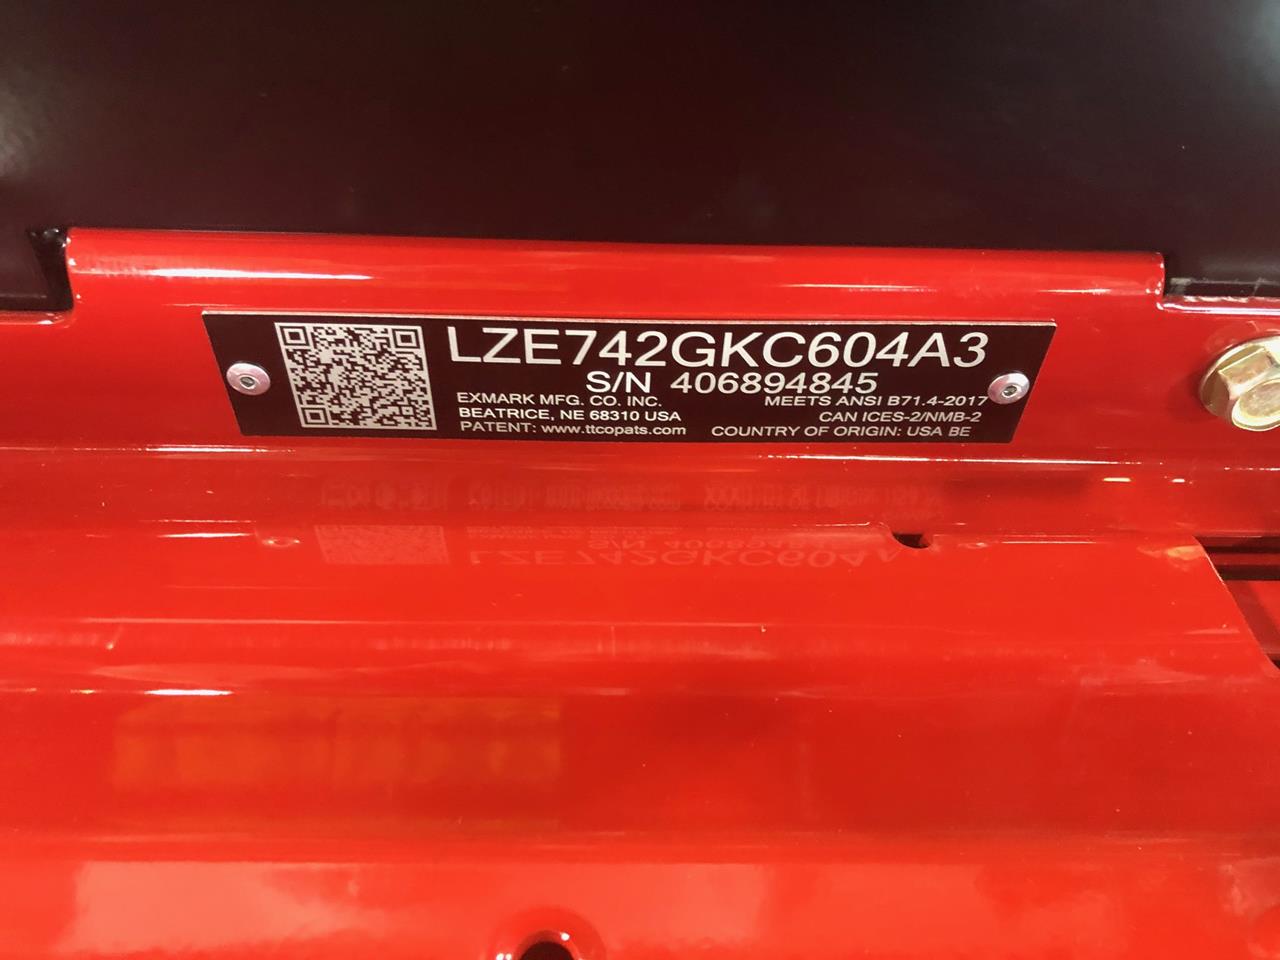 LZE742GKC604A3
S/N 406894845
EXMARK MFG. CO. INC. MEETS ANSI B71.4-2017
BEATRICE, NE 68310 USA CAN ICES-2/NMB-2
PATENT: www.ttcopats.com COUNTRY OF ORIGIN: USA BE